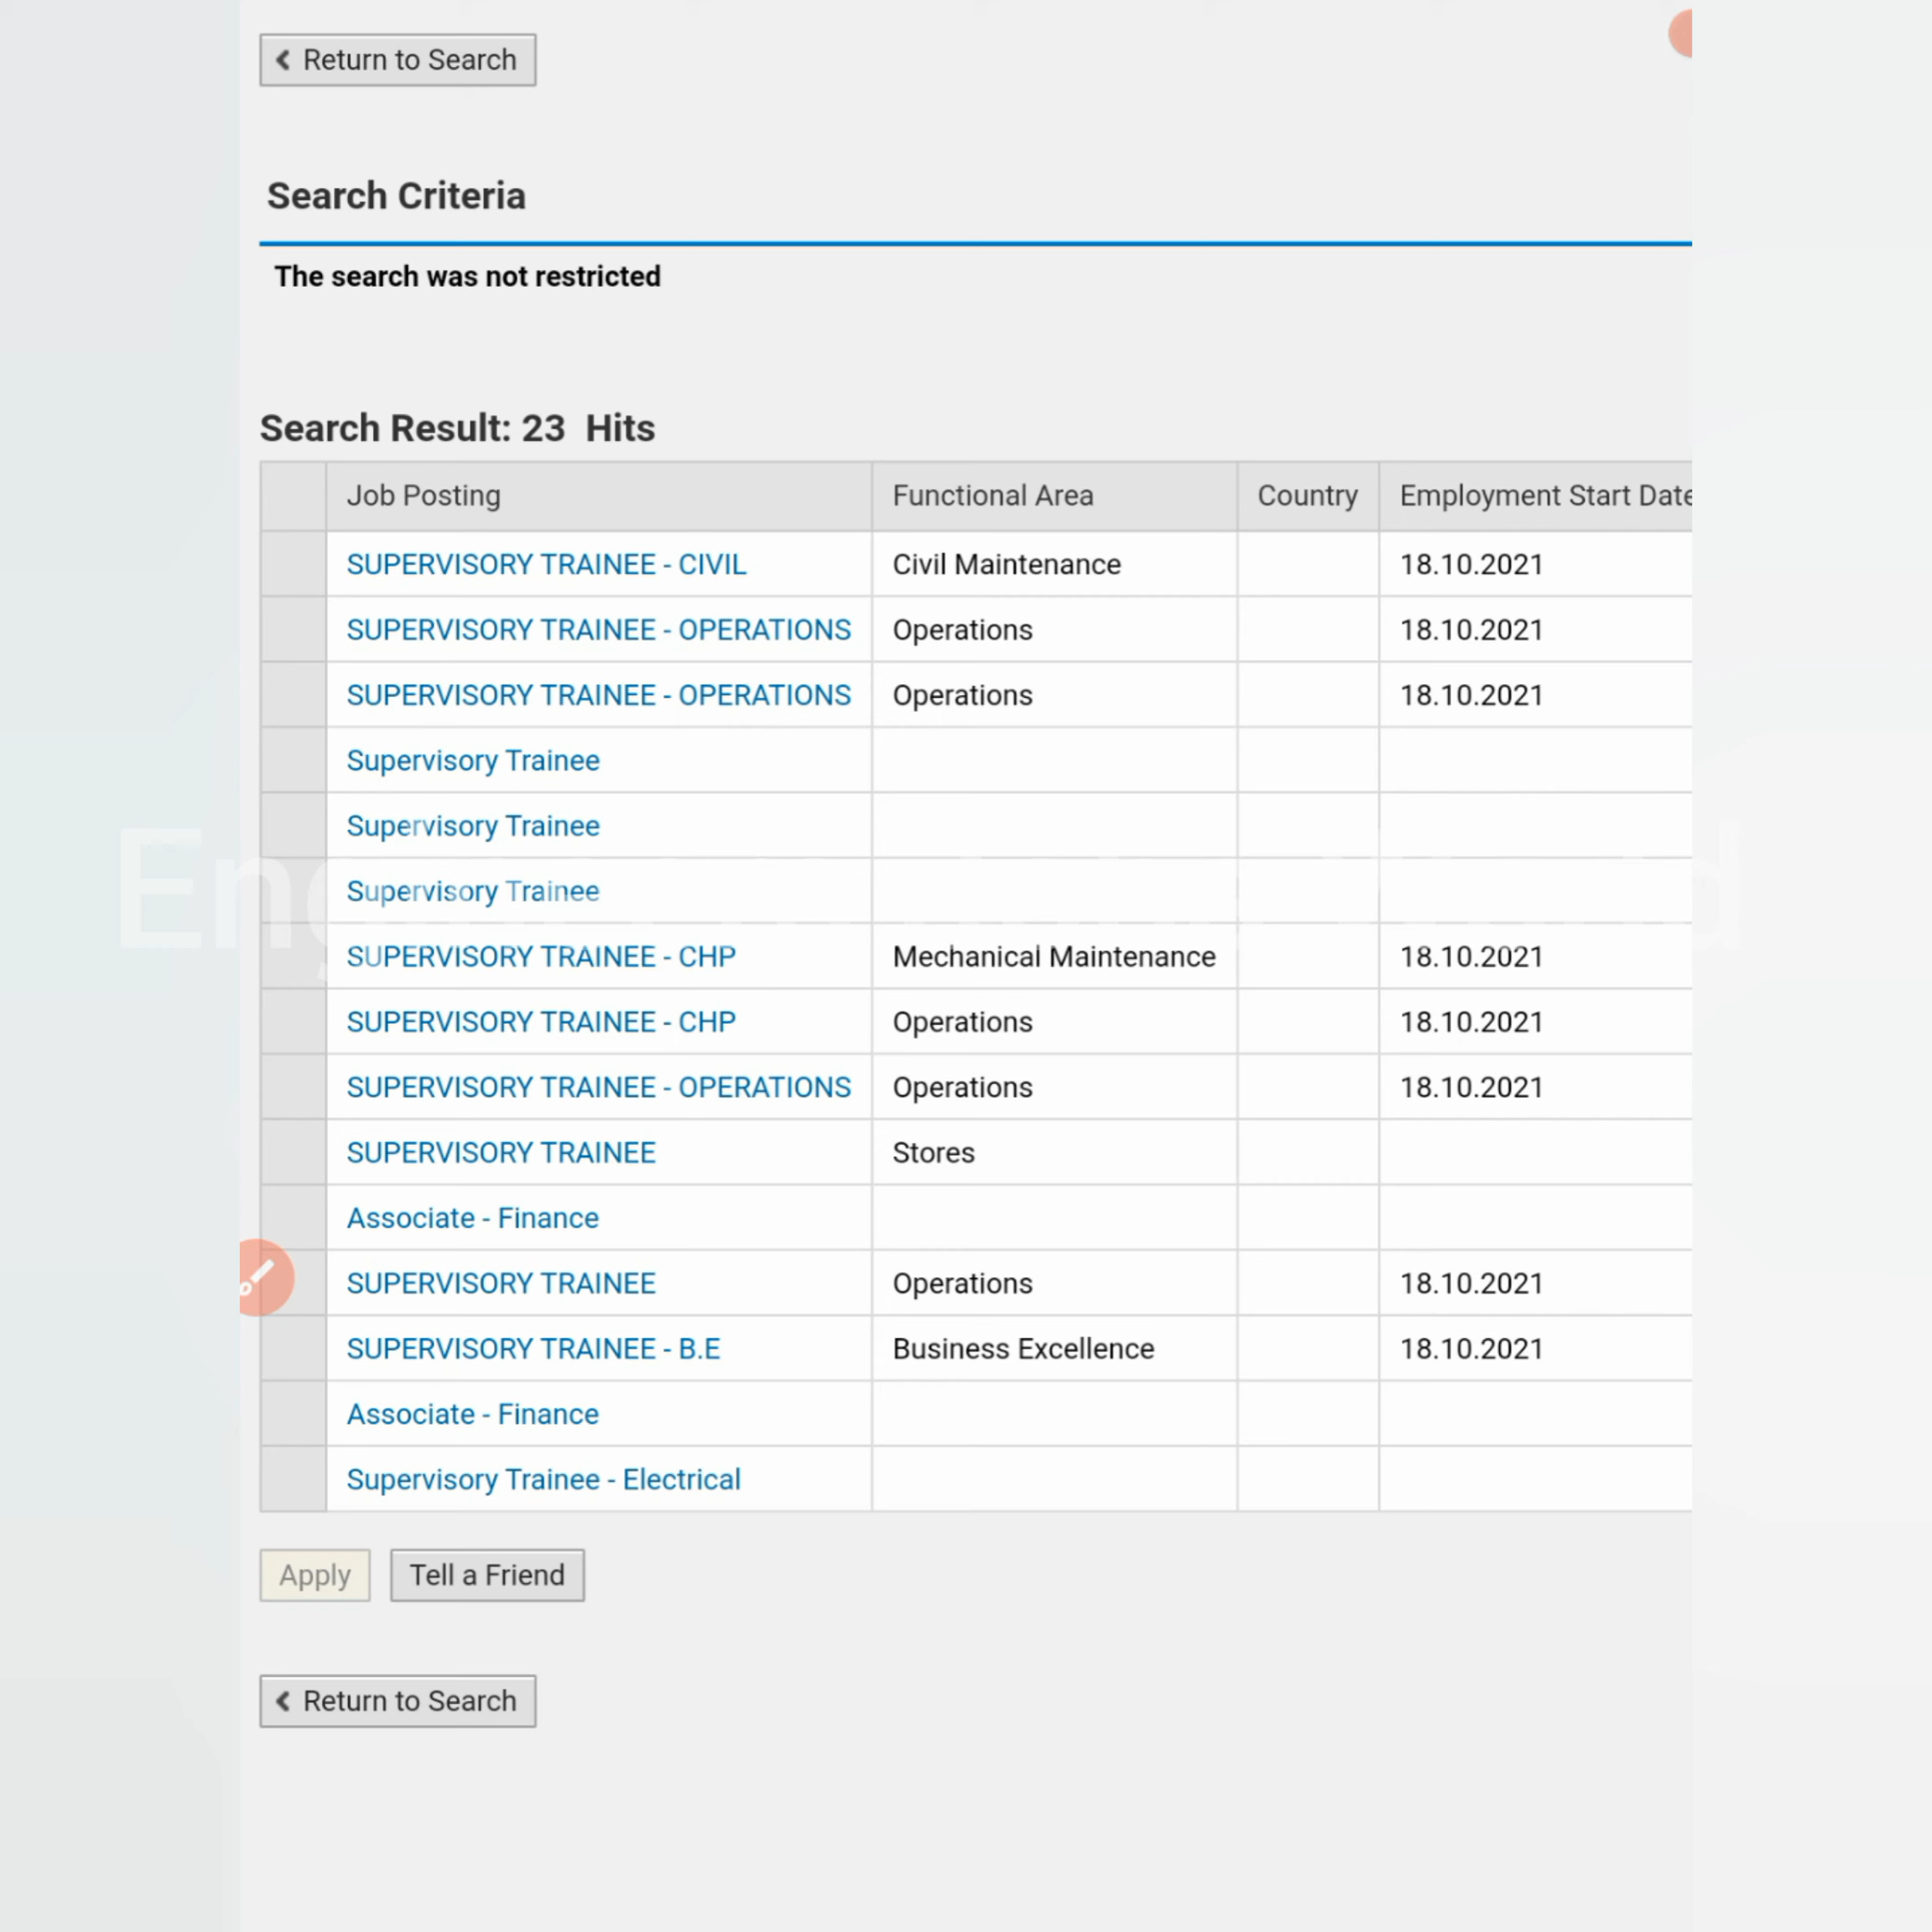 Return to Search
Search Criteria
The search was not restricted
Search Result: 23 Hits
Job Posting Functional Area Country Employment Start Date
SUPERVISORY TRAINEE - CIVIL Civil Maintenance 18.10.2021
SUPERVISORY TRAINEE - OPERATIONS Operations 18.10.2021
SUPERVISORY TRAINEE - OPERATIONS Operations 18.10.2021
Supervisory Trainee
Supervisory Trainee
Supervisory Trainee
SUPERVISORY TRAINEE - CHP Mechanical Maintenance 18.10.2021
SUPERVISORY TRAINEE - CHP Operations 18.10.2021
SUPERVISORY TRAINEE - OPERATIONS Operations 18.10.2021
SUPERVISORY TRAINEE Stores
Associate - Finance
SUPERVISORY TRAINEE Operations 18.10.2021
SUPERVISORY TRAINEE - B.E Business Excellence 18.10.2021
Associate - Finance
Supervisory Trainee - Electrical
Apply Tell a Friend
Return to Search